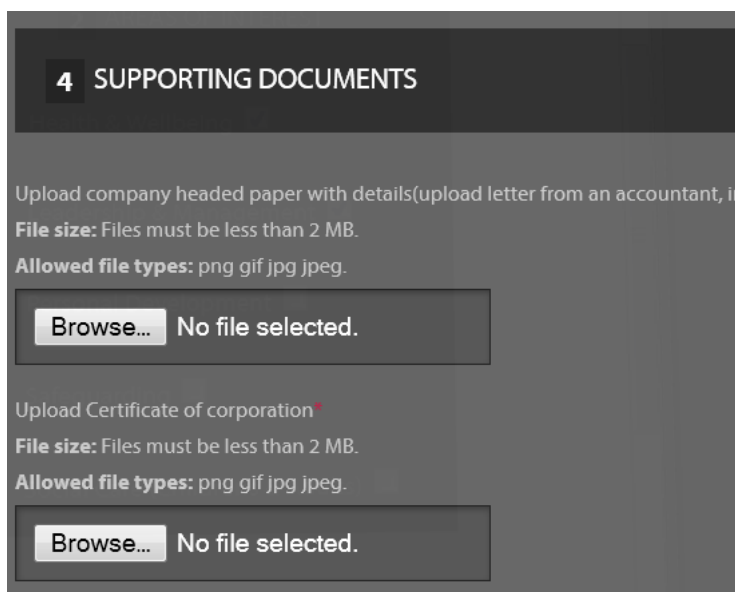 4 SUPPORTING DOCUMENTS
Upload company headed paper with details(upload letter from an accountant,
File size: Files must be less than 2 MB.
Allowed file types: png gif jpg jpeg.
Browse... No file selected.
Upload Certificate of corporation*
File size: Files must be less than 2 MB.
Allowed file types: png gif jpg jpeg.
Browse... No file selected.